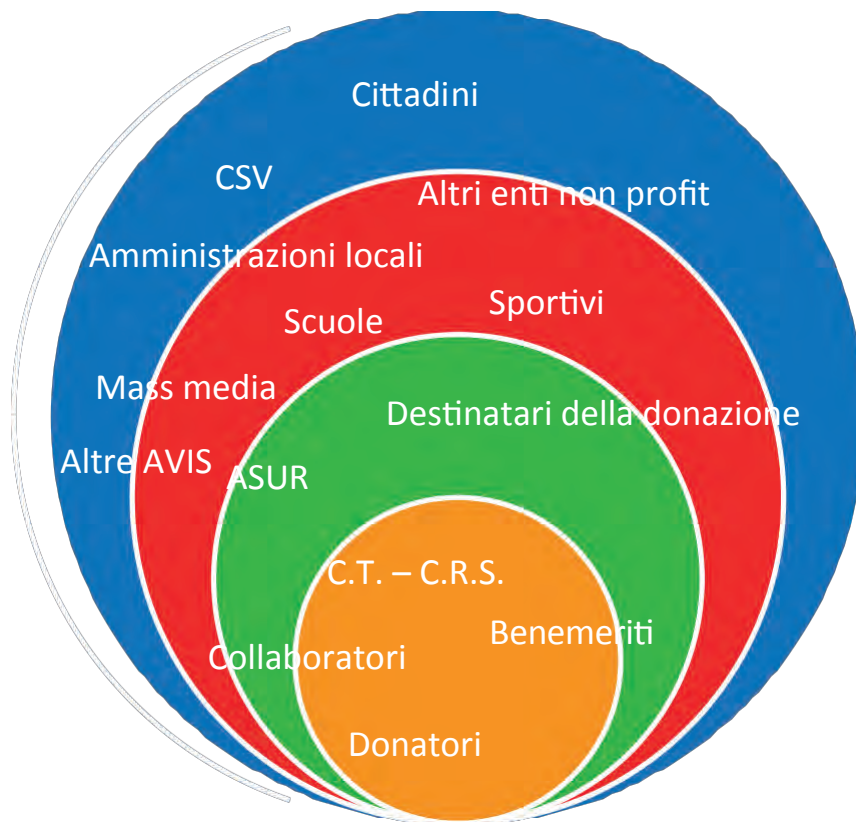 Cittadini
CSV
Altri enti non profit
Amministrazioni locali
Sportivi
Scuole
Mass media
Destinatari della donazione
Altre AVIS
ASUR
C.T. – C.R.S.
Benemeriti
Collaboratori
Donatori